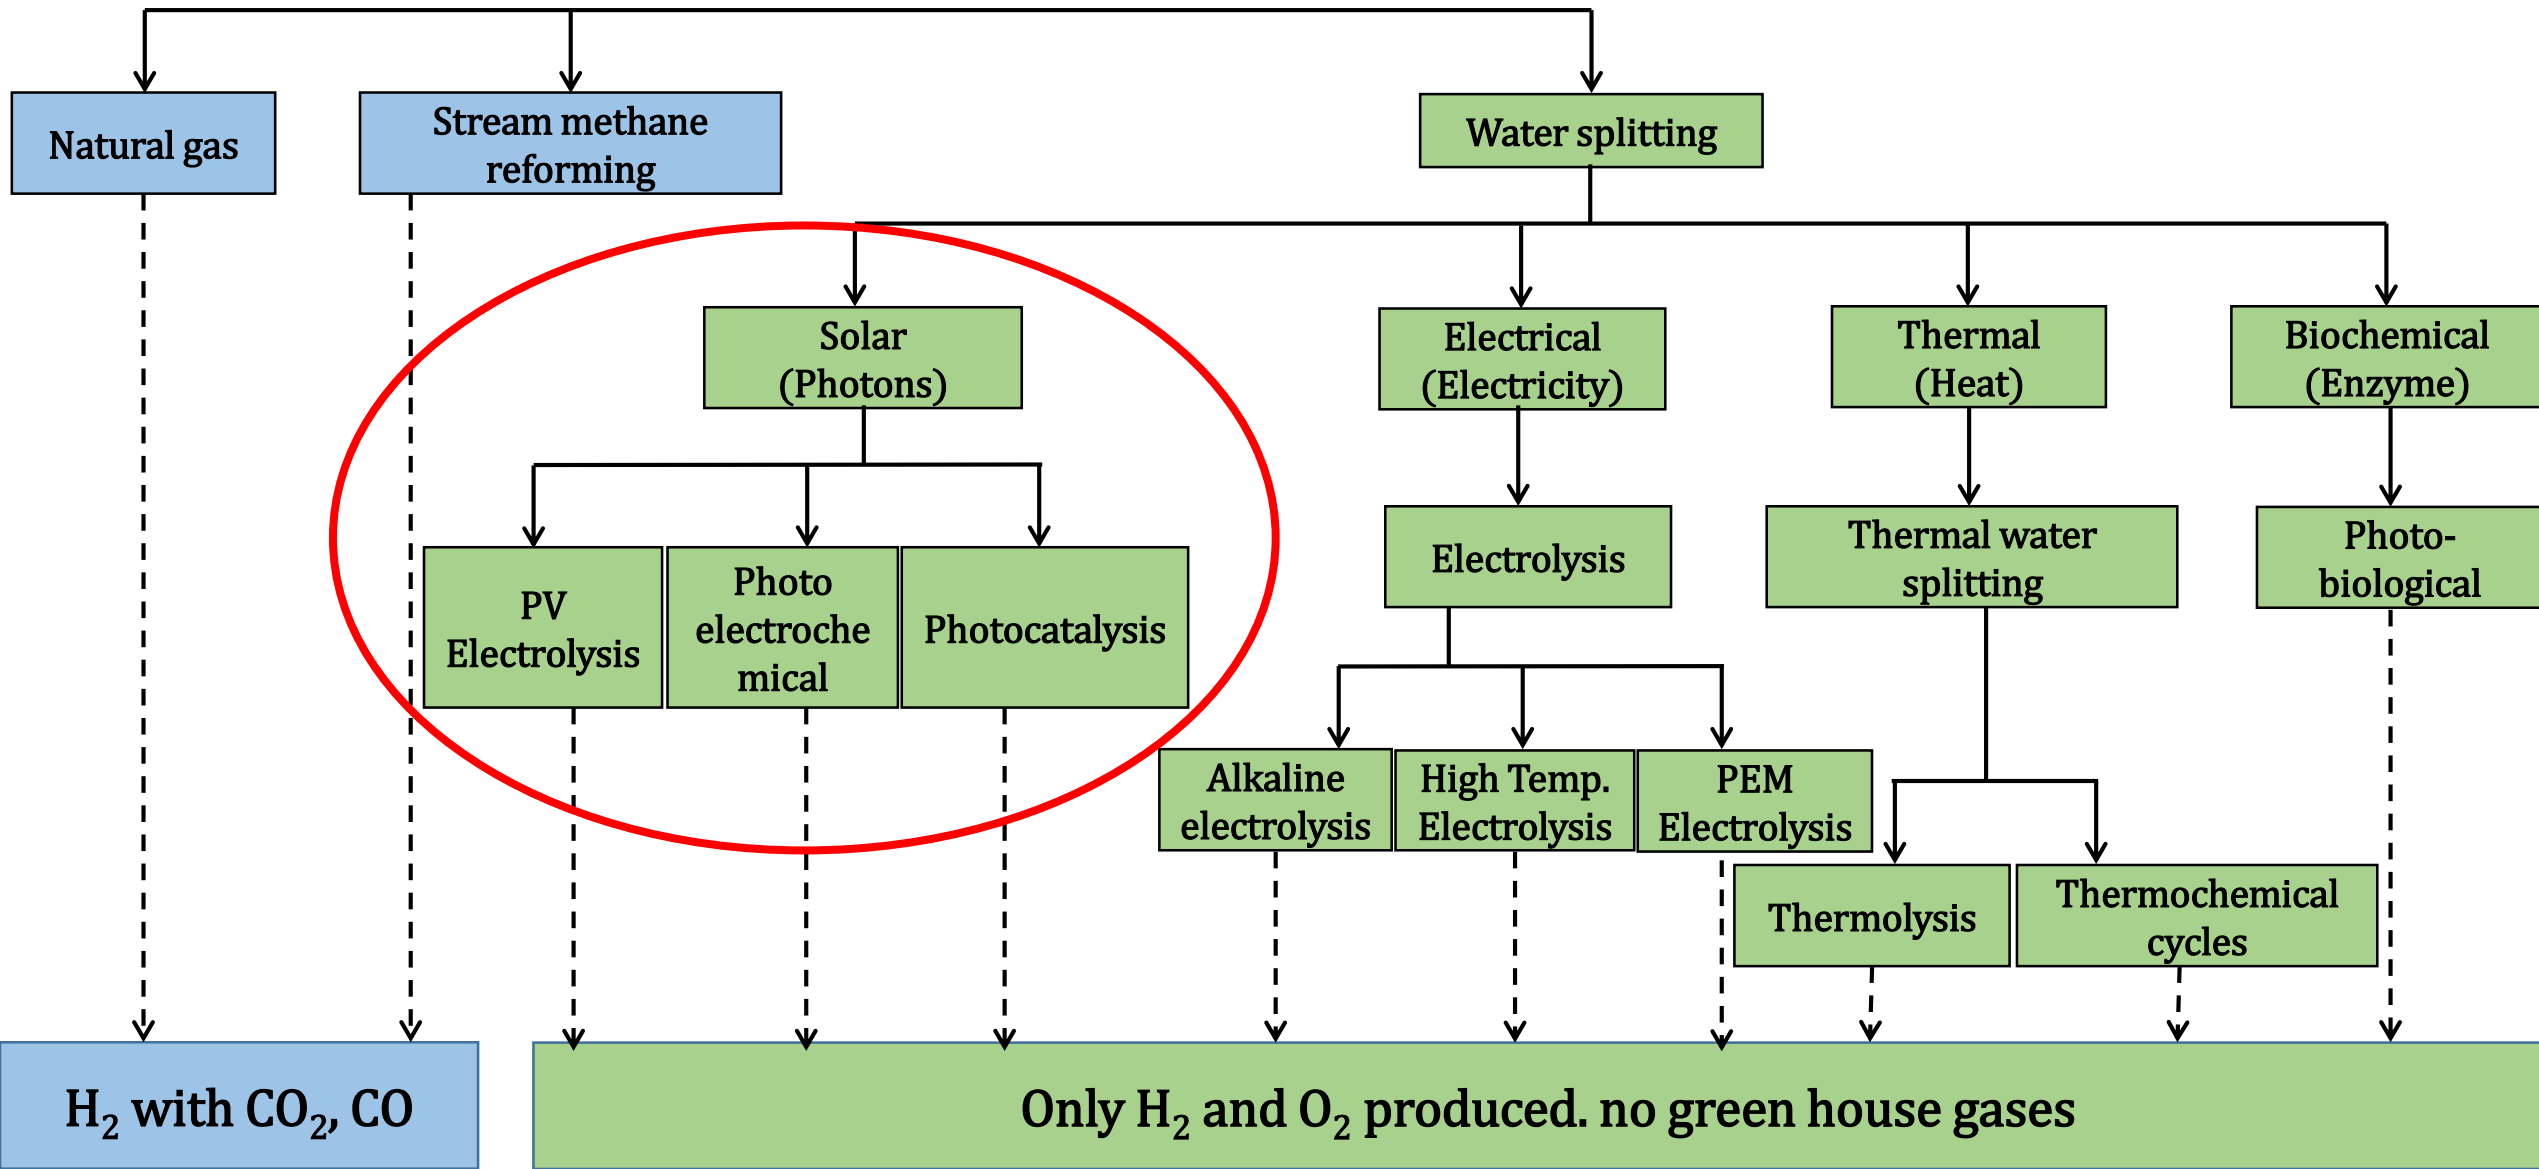 Natural gas
Stream methane
reforming
Water splitting
Solar
(Photons)
Electrical
(Electricity)
Thermal
(Heat)
Biochemical
(Enzyme)
PV
Electrolysis
Photo
electroche
mical
Photocatalysis
Electrolysis
Thermal water
splitting
Photo-
biological
Alkaline
electrolysis
High Temp.
Electrolysis
PEM
Electrolysis
Thermolysis
Thermochemical
cycles
H₂ with CO₂, CO
Only H₂ and O₂ produced. no green house gases